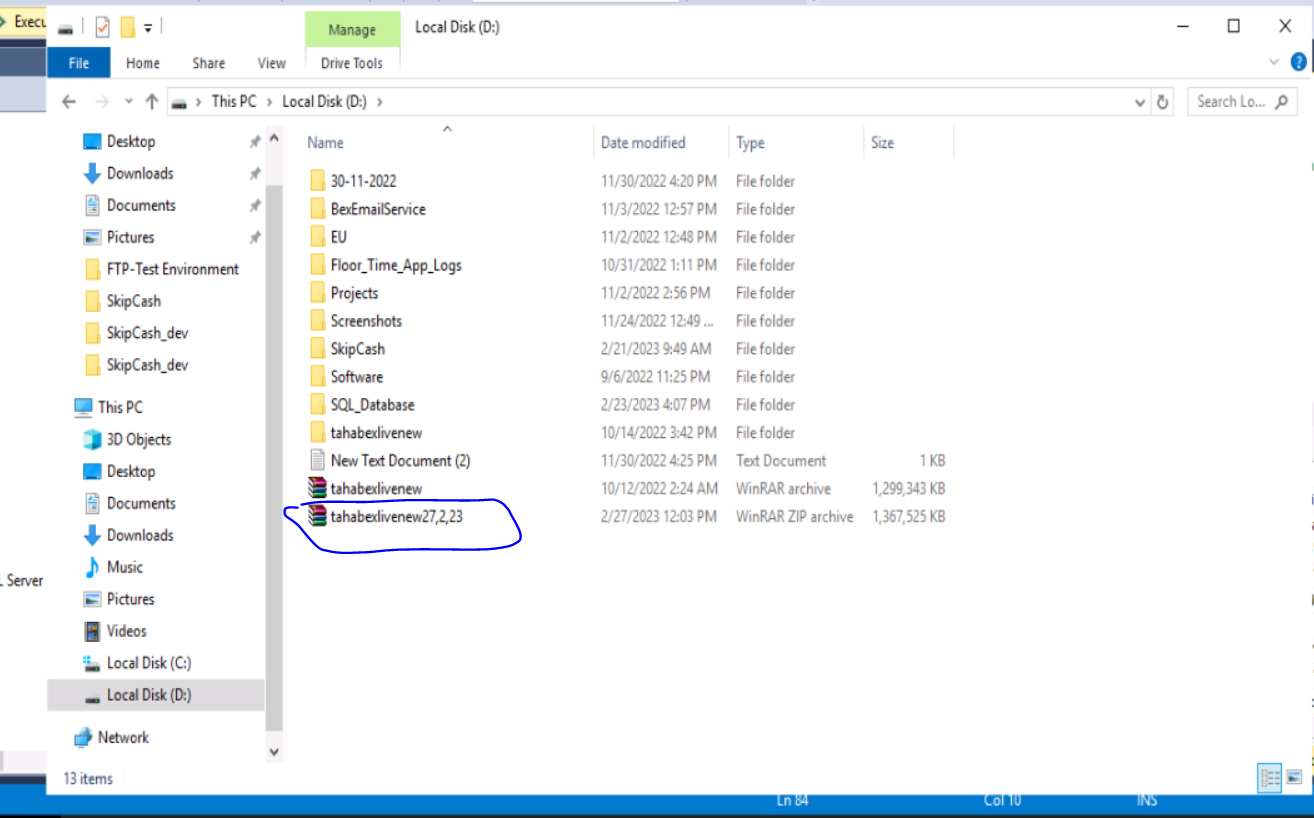 Execu
Manage
Local Disk (D:)
File
Home
Share
View
Drive Tools
This PC > Local Disk (D:) >
Search Lo...
Desktop
Downloads
Documents
Pictures
FTP-Test Environment
SkipCash
SkipCash_dev
SkipCash_dev
This PC
3D Objects
Desktop
Documents
Downloads
Music
Pictures
Videos
Local Disk (C:)
Local Disk (D:)
Network
Name Date modified Type Size
30-11-2022 11/30/2022 4:20 PM File folder
BexEmailService 11/3/2022 12:57 PM File folder
EU 11/2/2022 12:48 PM File folder
Floor_Time_App_Logs 10/31/2022 1:11 PM File folder
Projects 11/2/2022 2:56 PM File folder
Screenshots 11/24/2022 12:49 ... File folder
SkipCash 2/21/2023 9:49 AM File folder
Software 9/6/2022 11:25 PM File folder
SQL_Database 2/23/2023 4:07 PM File folder
tahabexlivenew 10/14/2022 3:42 PM File folder
New Text Document (2) 11/30/2022 4:25 PM Text Document 1 KB
tahabexlivenew 10/12/2022 2:24 AM WinRAR archive 1,299,343 KB
tahabexlivenew27,2,23 2/27/2023 12:03 PM WinRAR ZIP archive 1,367,525 KB
L Server
13 items
Ln 84
Col 10
INS